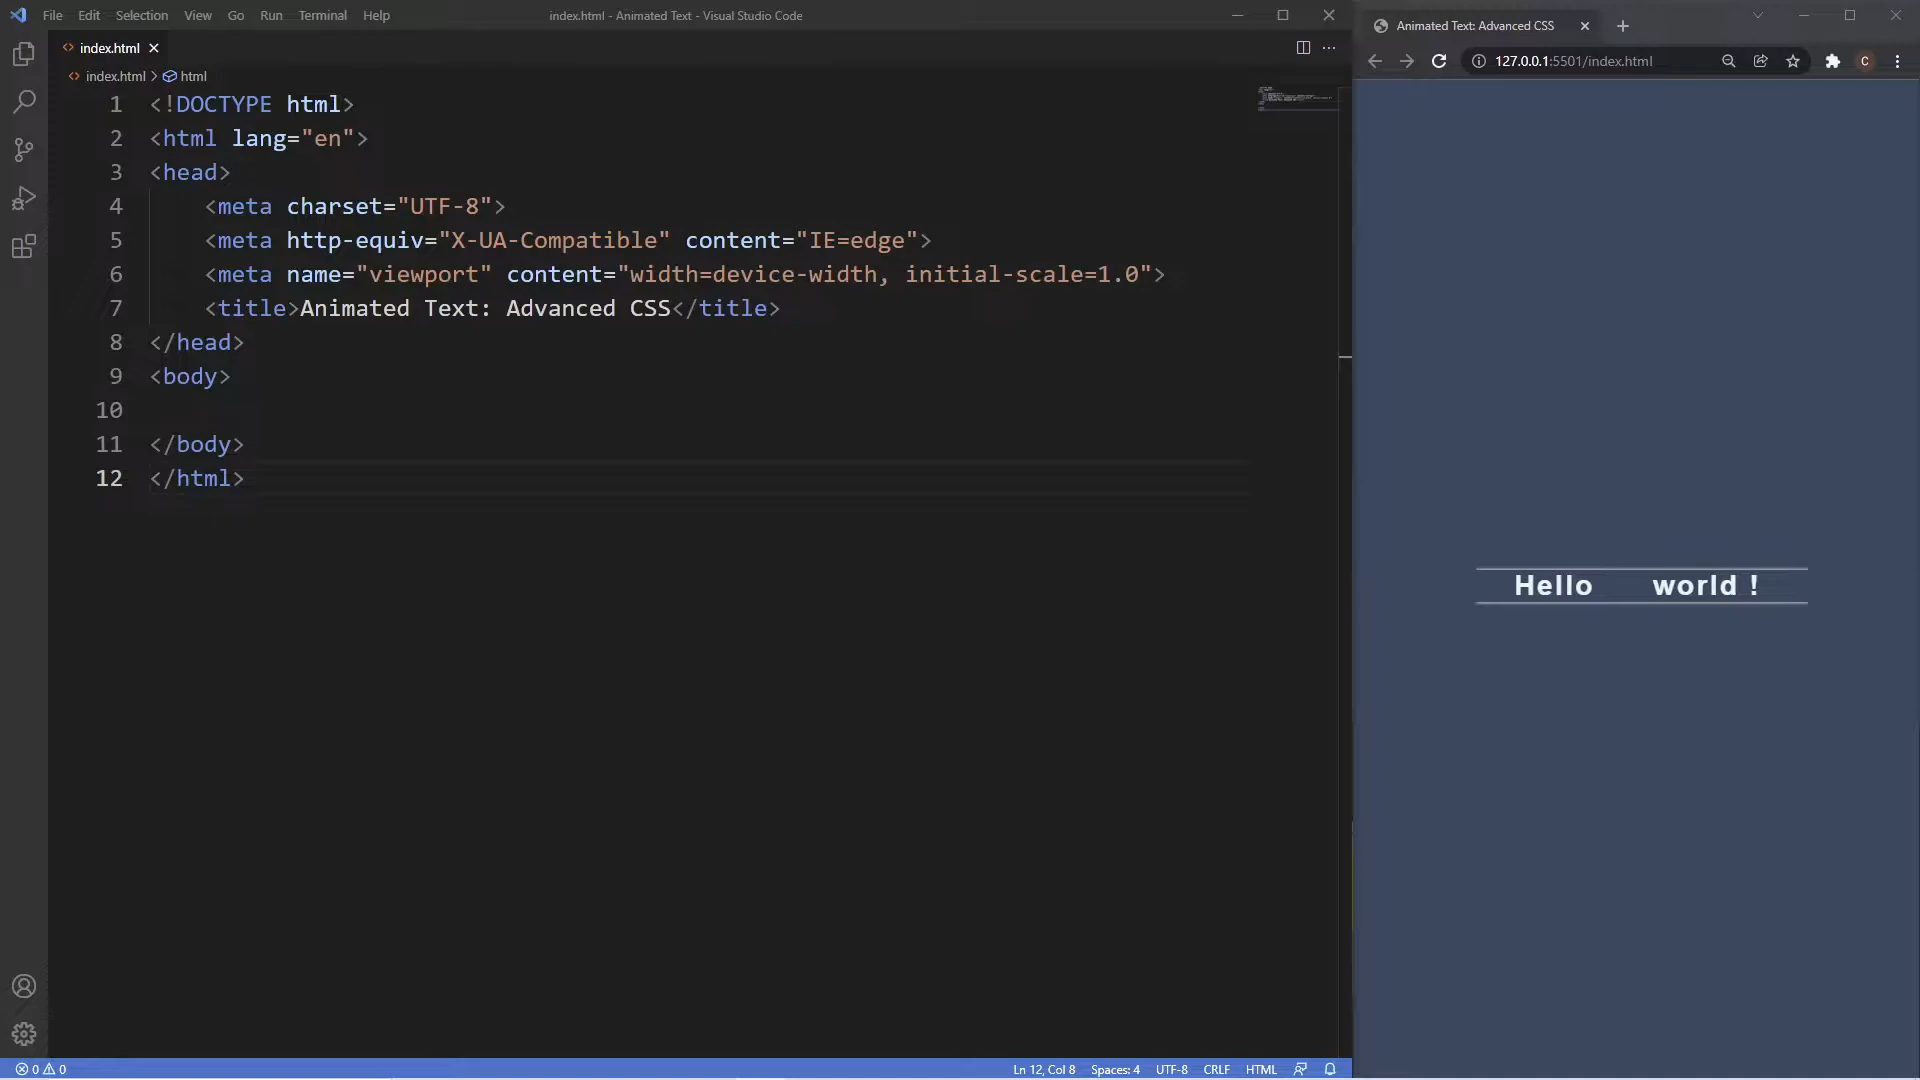 File Edit Selection View Go Run Terminal Help
index.html - Animated Text - Visual Studio Code
index.html
index.html > html
1 <!DOCTYPE html>
2 <html lang="en">
3 <head>
4 <meta charset="UTF-8">
5 <meta http-equiv="X-UA-Compatible" content="IE=edge">
6 <meta name="viewport" content="width=device-width, initial-scale=1.0">
7 <title>Animated Text: Advanced CSS</title>
8 </head>
9 <body>
10
11 </body>
12 </html>
0 0
Ln 12, Col 8 Spaces: 4 UTF-8 CRLF HTML
Animated Text: Advanced CSS
127.0.0.1:5501/index.html
C
Hello world !